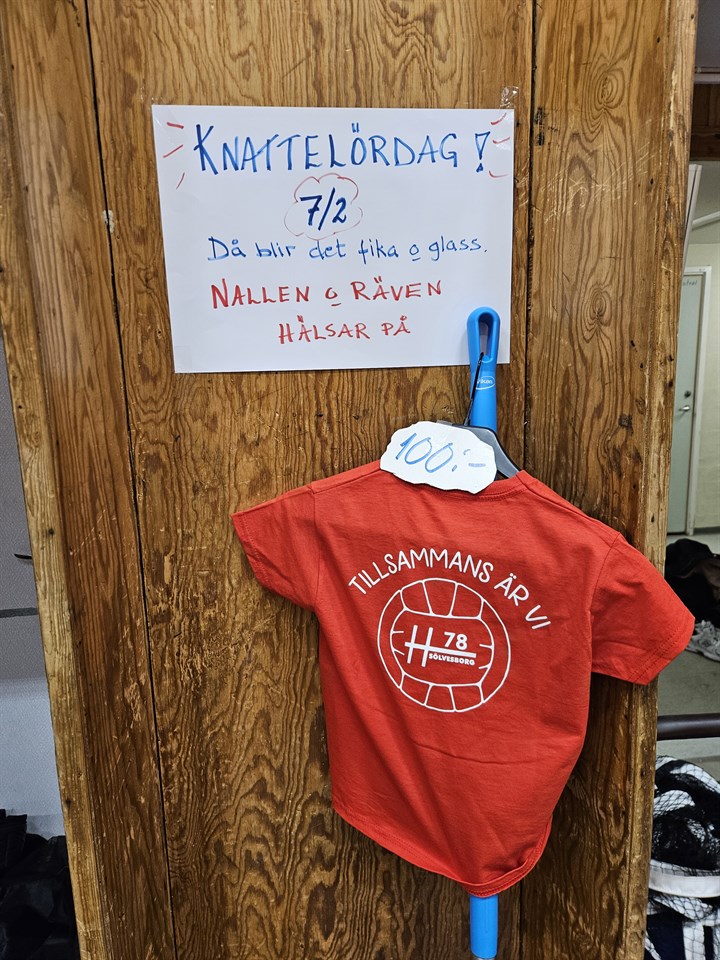 KNATTELÖRDAG!
7/2
Då blir det fika o glass.
NALLEN o RÄVEN
HÄLSAR PÅ
100:-
TILLSAMMANS ÄR VI
H 78
SÖLVESBORG